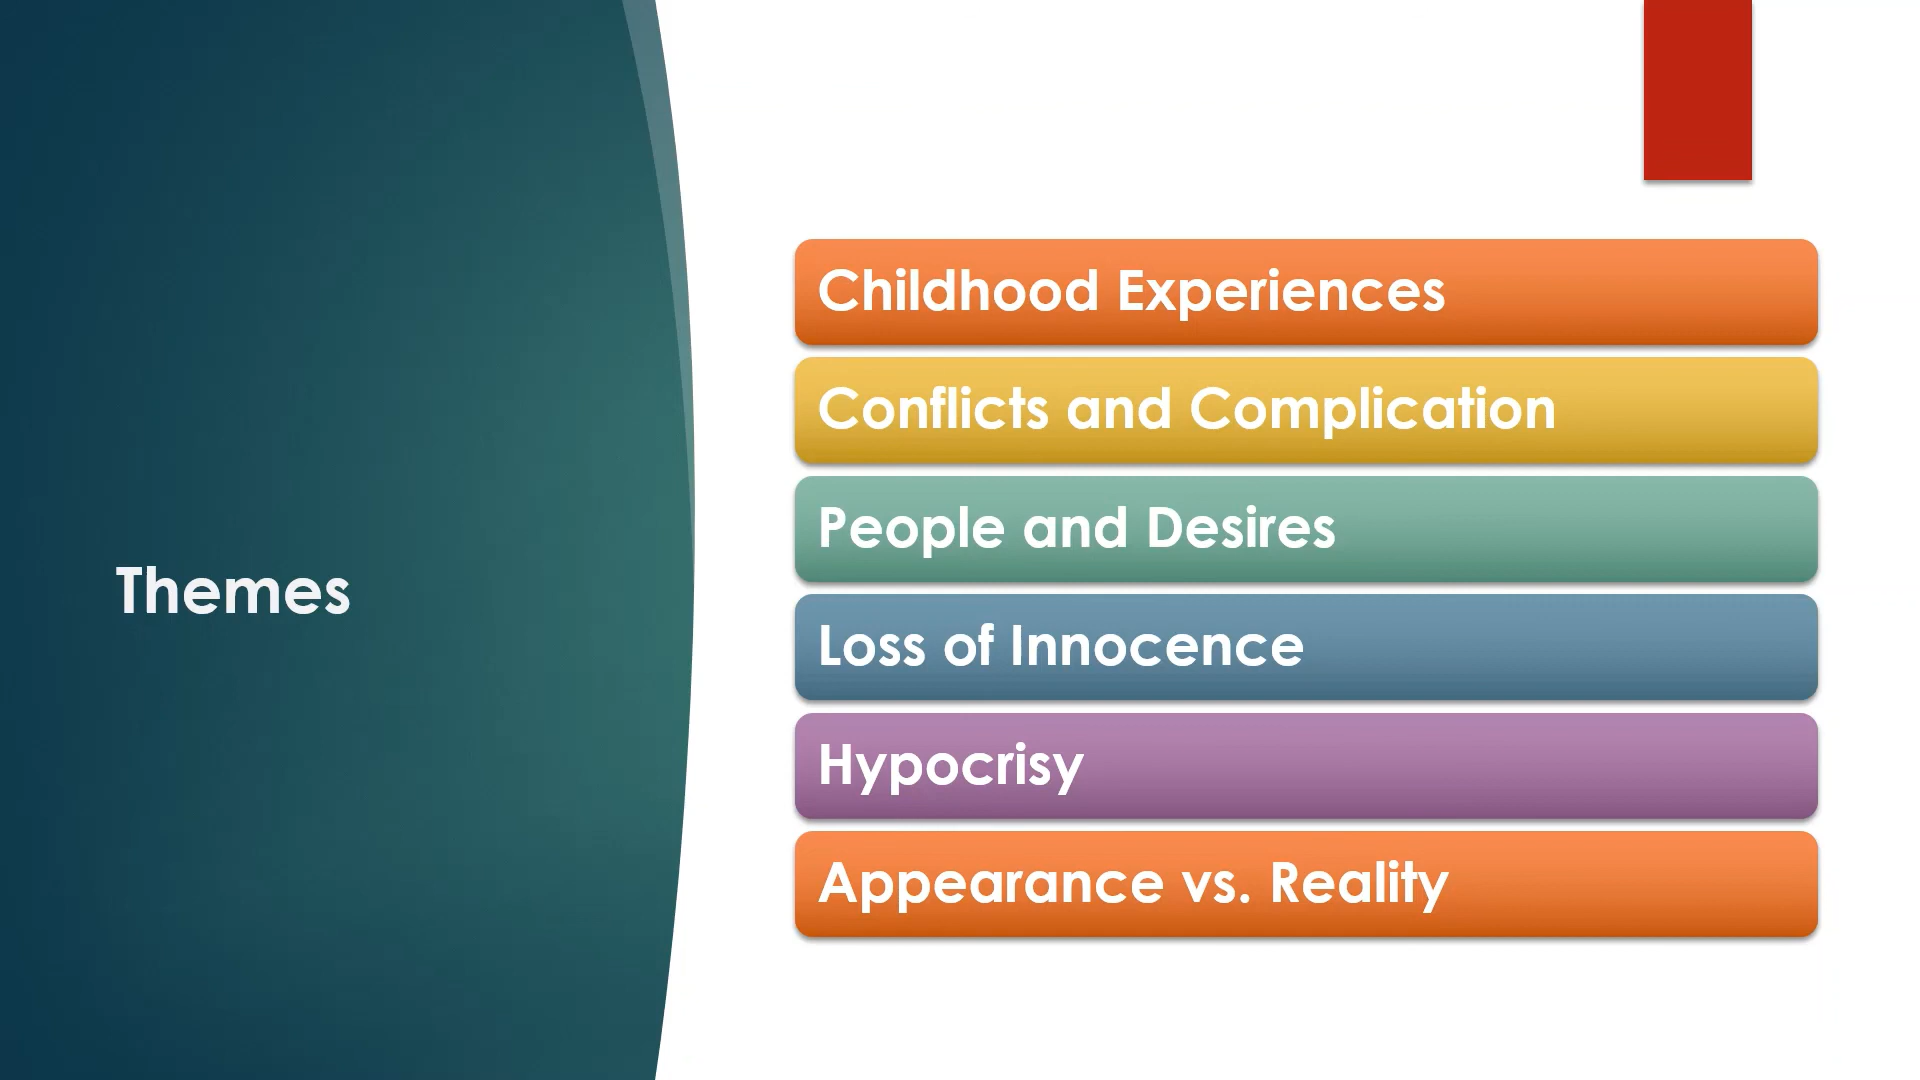 Themes
Childhood Experiences
Conflicts and Complication
People and Desires
Loss of Innocence
Hypocrisy
Appearance vs. Reality